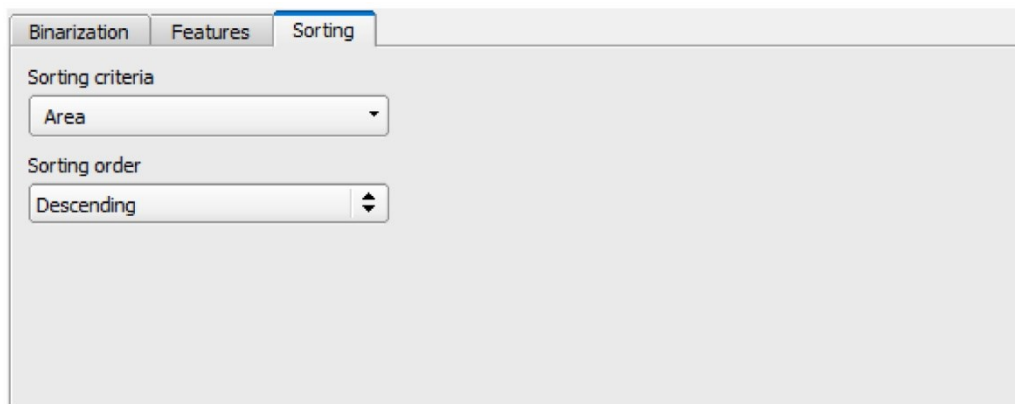 Binarization Features Sorting
Sorting criteria
Area
Sorting order
Descending